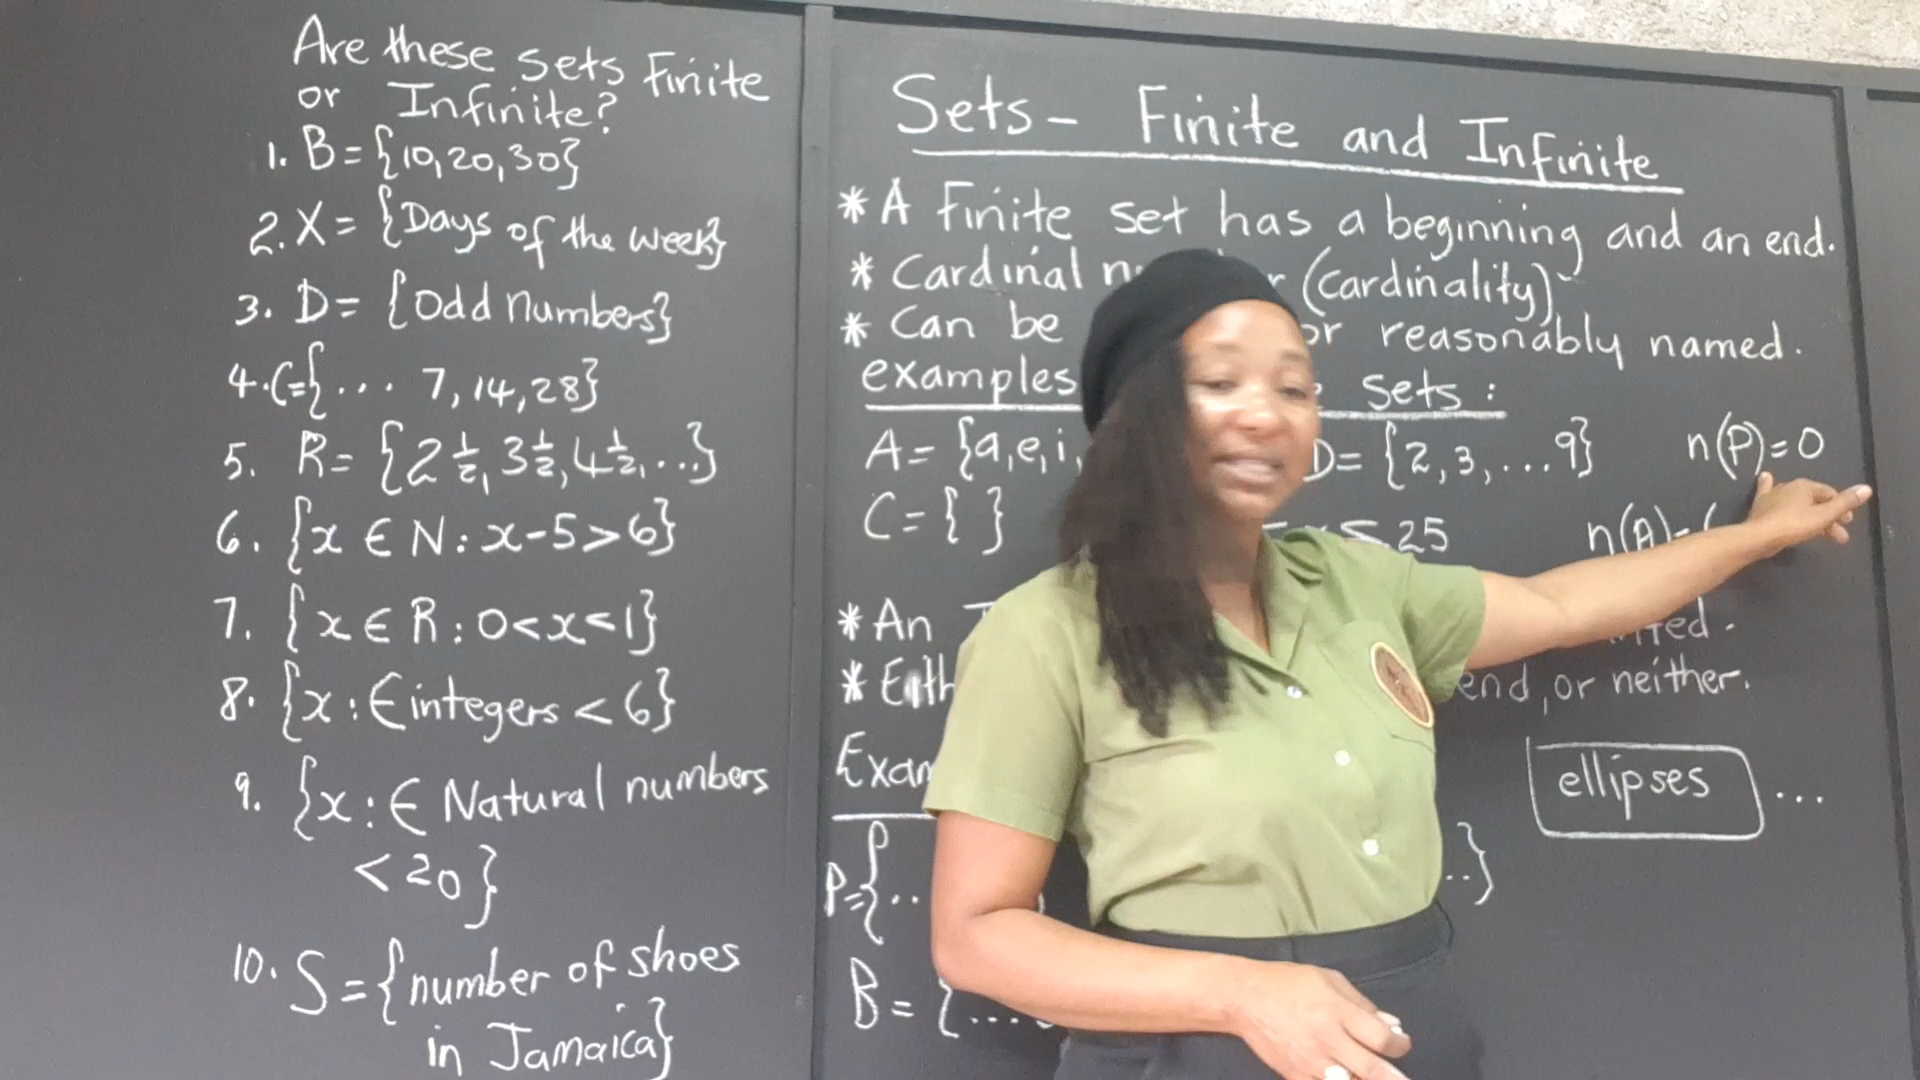 Are these sets Finite
or Infinite?
1. B = {10,20,30}
2. X = {Days of the week}
3. D = {Odd numbers}
4. C={... 7, 14, 28}
5. R = {2½, 3½, 4½, ...}
6. {x ∈ N : x-5>6}
7. {x ∈ R : 0<x<1}
8. {x : ∈ integers < 6}
9. {x : ∈ Natural numbers
< 20}
10. S = {number of shoes
in Jamaica}
Sets - Finite and Infinite
* A Finite set has a beginning and an end.
* Cardinal (cardinality)
* Can be or reasonably named.
examples sets :
A = {a,e,i, D= {2,3,...9} n(P)=0
C = { } 25 n(A)=
* An
* end, or neither.
ellipses ...
P={.. ..}
B = {...